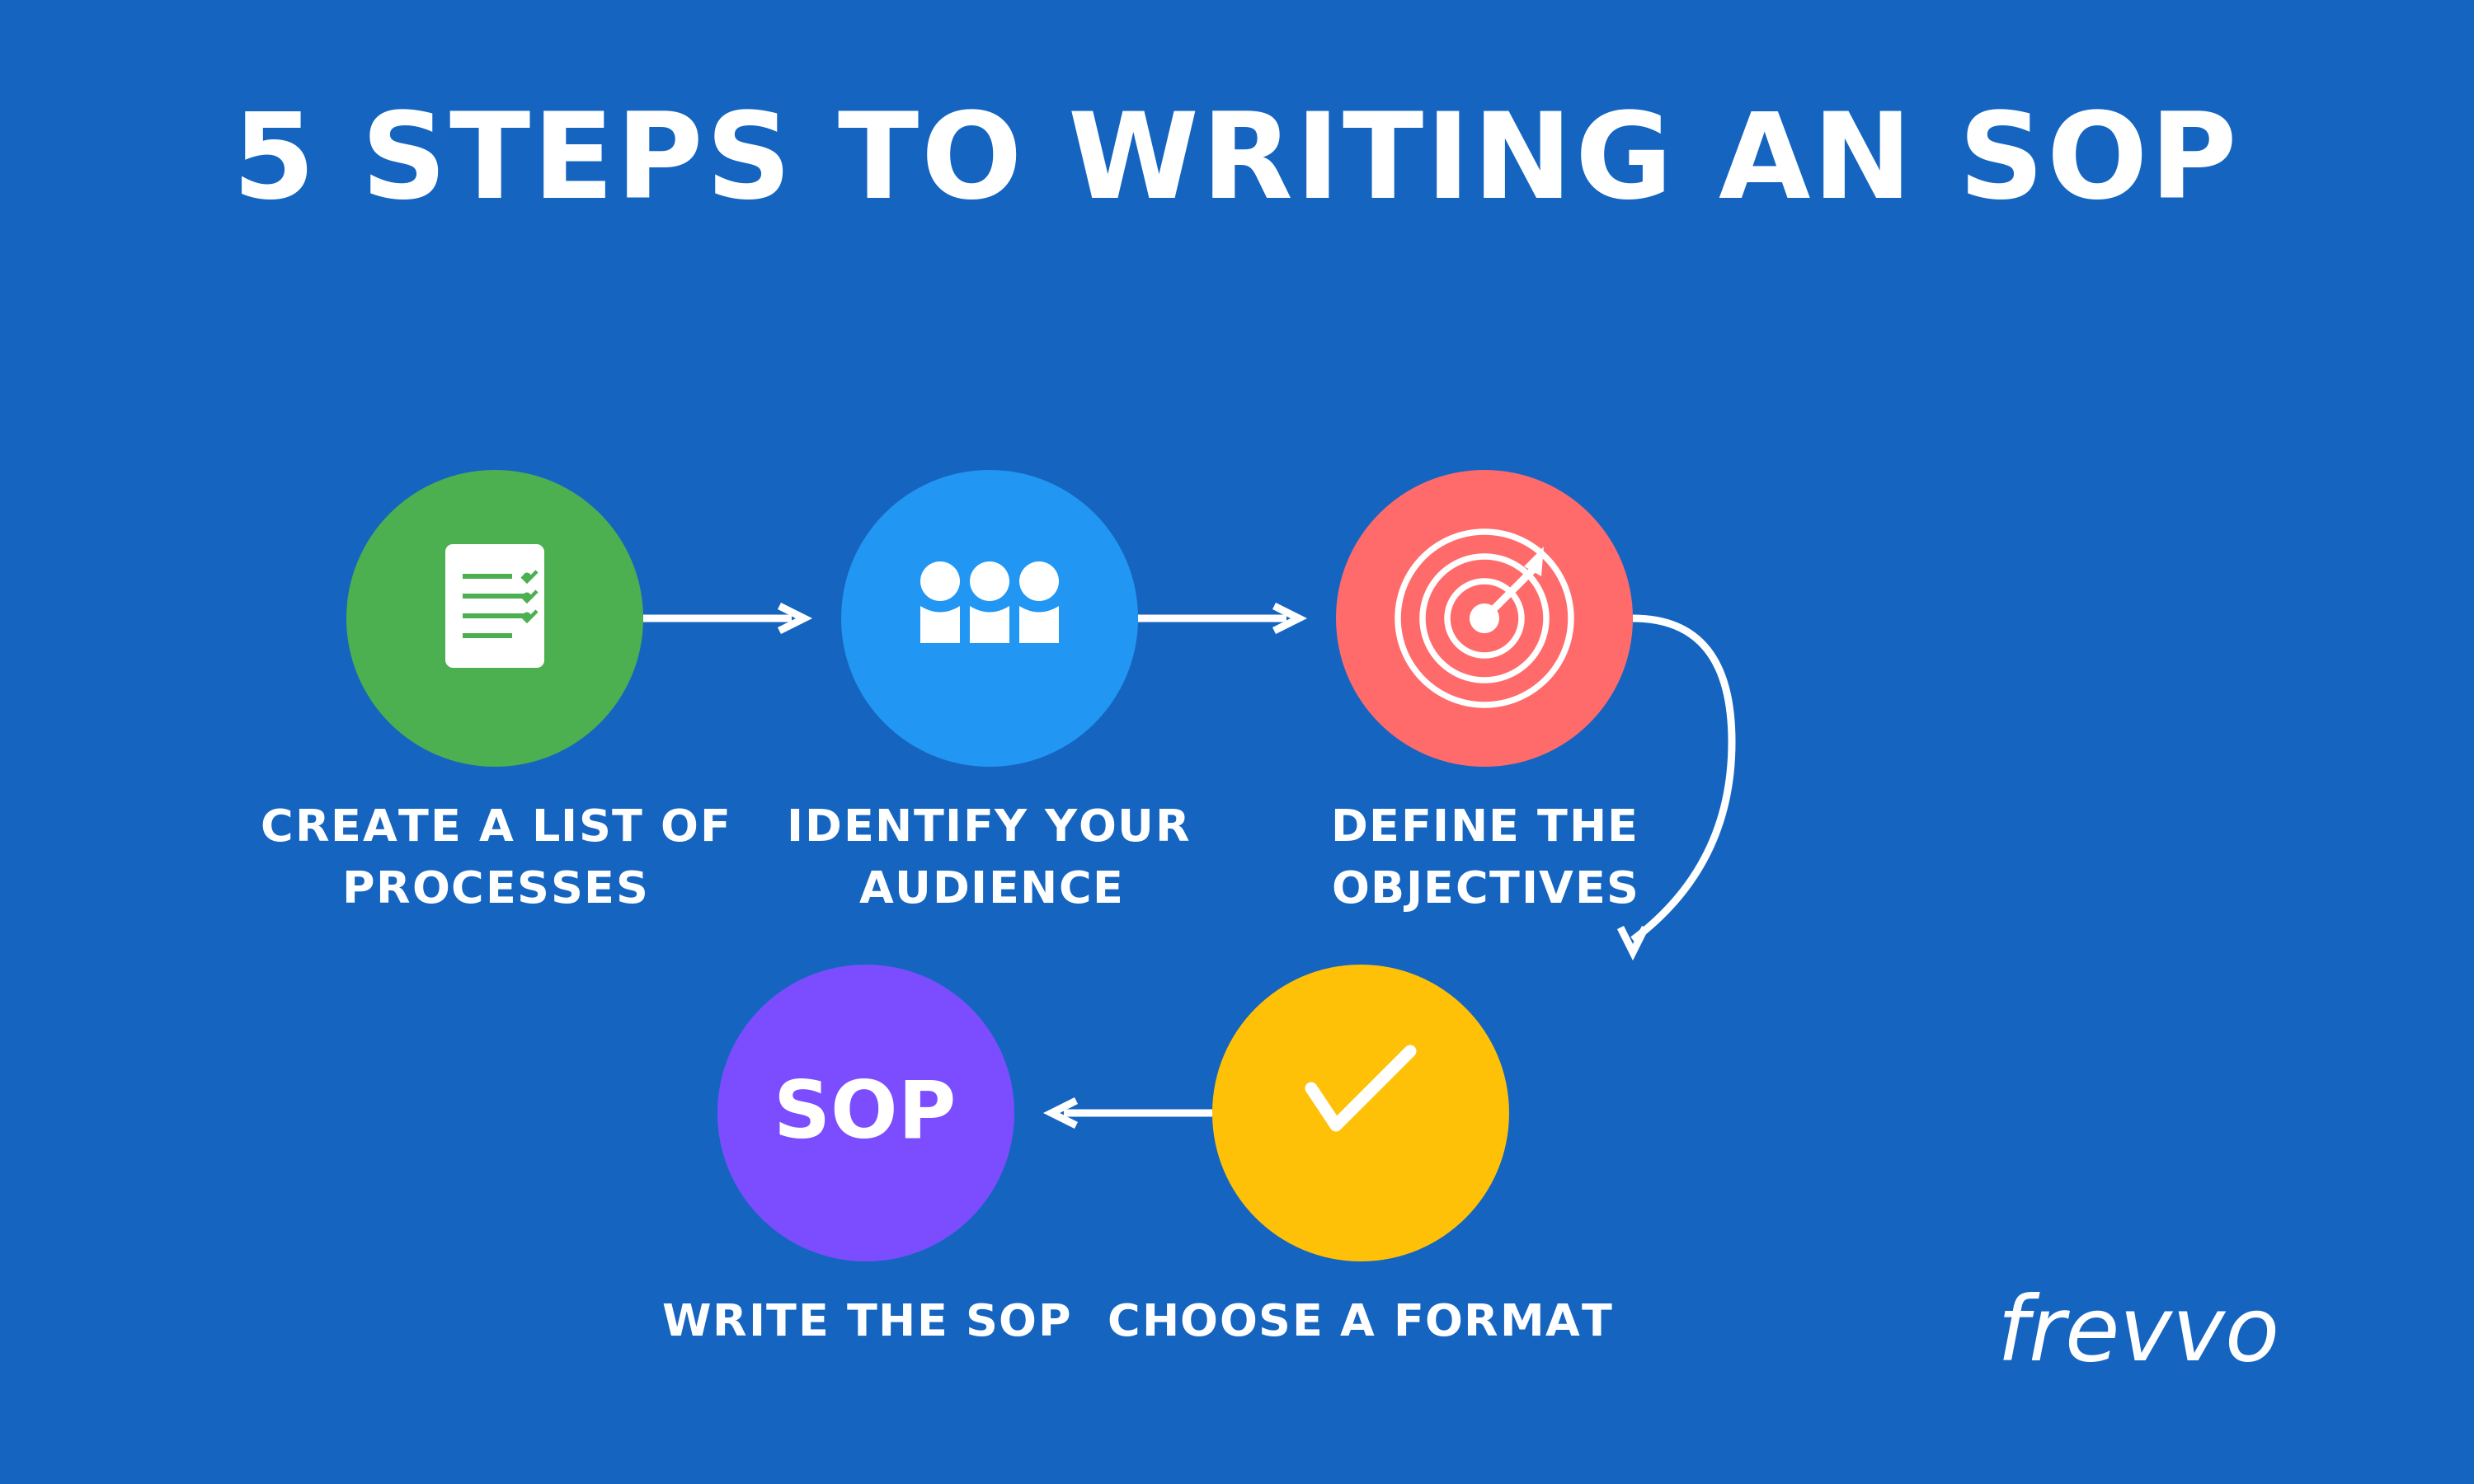 5 STEPS TO WRITING AN SOP
CREATE A LIST OF
PROCESSES
IDENTIFY YOUR
AUDIENCE
DEFINE THE
OBJECTIVES
SOP
WRITE THE SOP
CHOOSE A FORMAT
frevvo